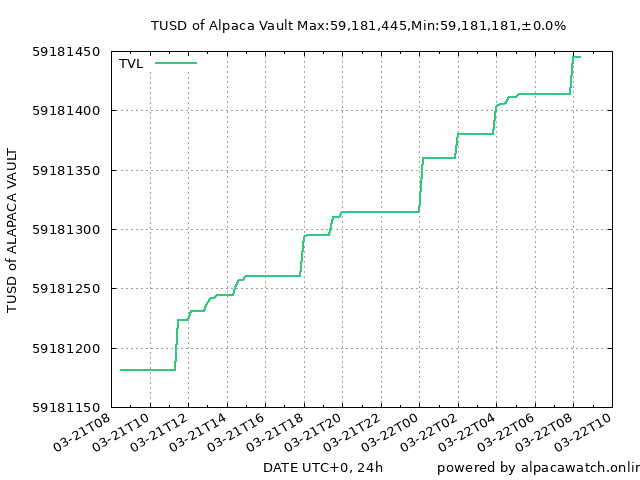 TUSD of Alpaca Vault Max:59,181,445,Min:59,181,181,±0.0%
TVL
59181450
59181400
59181350
59181300
59181250
59181200
59181150
TUSD of ALAPACA VAULT
03-21T08
03-21T10
03-21T12
03-21T14
03-21T16
03-21T18
03-21T20
03-21T22
03-22T00
03-22T02
03-22T04
03-22T06
03-22T08
03-22T10
DATE UTC+0, 24h
powered by alpacawatch.onlin